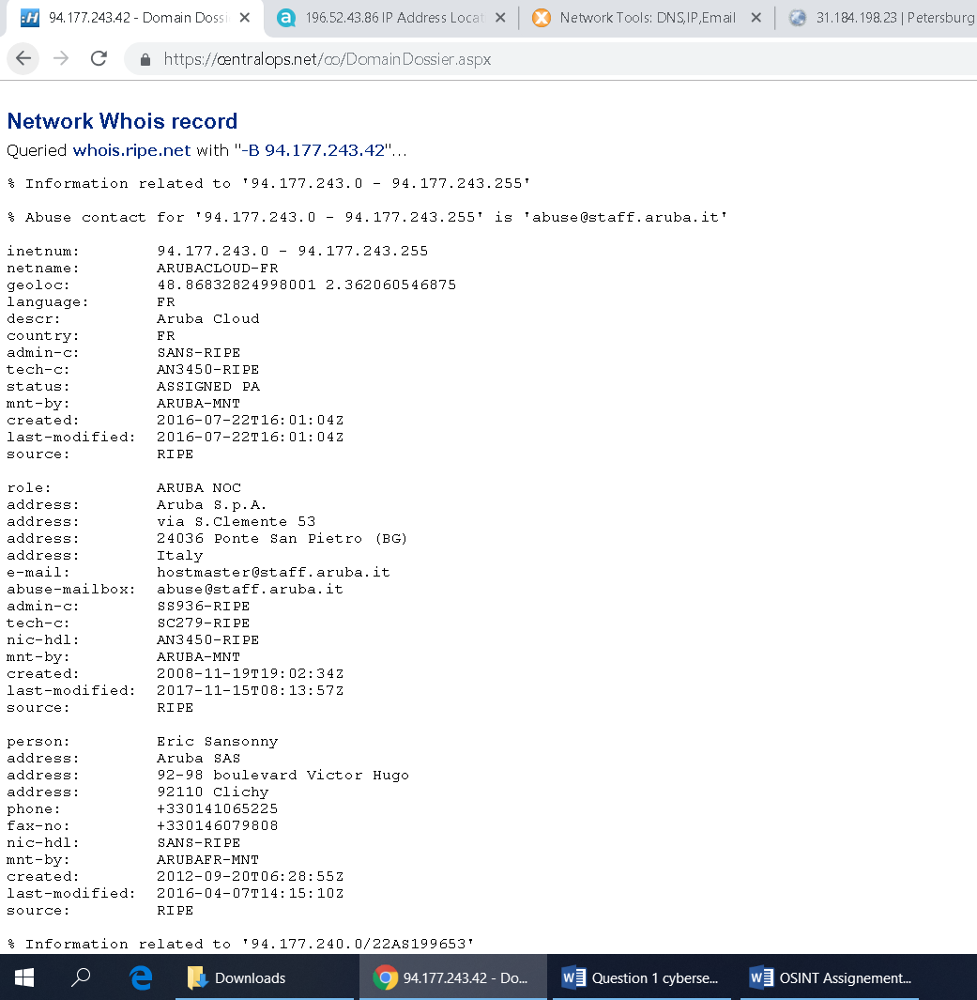 94.177.243.42 - Domain Dossi
196.52.43.86 IP Address Locat
Network Tools: DNS,IP,Email
31.184.198.23 | Petersburg
https://centralops.net/co/DomainDossier.aspx
Network Whois record
Queried whois.ripe.net with "-B 94.177.243.42"...
% Information related to '94.177.243.0 - 94.177.243.255'
% Abuse contact for '94.177.243.0 - 94.177.243.255' is 'abuse@staff.aruba.it'
inetnum: 94.177.243.0 - 94.177.243.255
netname: ARUBACLOUD-FR
geoloc: 48.86832824998001 2.362060546875
language: FR
descr: Aruba Cloud
country: FR
admin-c: SANS-RIPE
tech-c: AN3450-RIPE
status: ASSIGNED PA
mnt-by: ARUBA-MNT
created: 2016-07-22T16:01:04Z
last-modified: 2016-07-22T16:01:04Z
source: RIPE
role: ARUBA NOC
address: Aruba S.p.A.
address: via S.Clemente 53
address: 24036 Ponte San Pietro (BG)
address: Italy
e-mail: hostmaster@staff.aruba.it
abuse-mailbox: abuse@staff.aruba.it
admin-c: SS936-RIPE
tech-c: SC279-RIPE
nic-hdl: AN3450-RIPE
mnt-by: ARUBA-MNT
created: 2008-11-19T19:02:34Z
last-modified: 2017-11-15T08:13:57Z
source: RIPE
person: Eric Sansonny
address: Aruba SAS
address: 92-98 boulevard Victor Hugo
address: 92110 Clichy
phone: +330141065225
fax-no: +330146079808
nic-hdl: SANS-RIPE
mnt-by: ARUBAFR-MNT
created: 2012-09-20T06:28:55Z
last-modified: 2016-04-07T14:15:10Z
source: RIPE
% Information related to '94.177.240.0/22AS199653'
Downloads
94.177.243.42 - Do...
Question 1 cyberse...
OSINT Assignement...